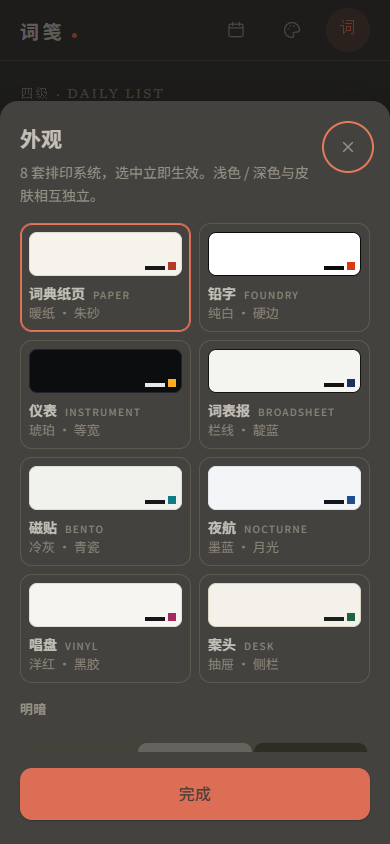 词笺
词
四级 · DAILY LIST
外观
8 套排印系统，选中立即生效。浅色 / 深色与皮
肤相互独立。
词典纸页 PAPER
暖纸 · 朱砂
铅字 FOUNDRY
纯白 · 硬边
仪表 INSTRUMENT
琥珀 · 等宽
词表报 BROADSHEET
栏线 · 靛蓝
磁贴 BENTO
冷灰 · 青瓷
夜航 NOCTURNE
墨蓝 · 月光
唱盘 VINYL
洋红 · 黑胶
案头 DESK
抽屉 · 侧栏
明暗
完成